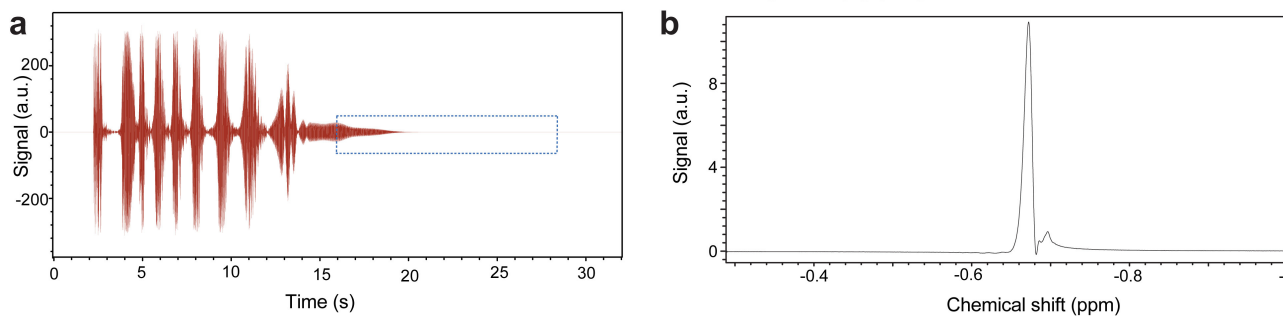 a
Signal (a.u.)
200
0
-200
0 5 10 15 20 25 30
Time (s)
b
Signal (a.u.)
8
4
0
-0.4 -0.6 -0.8
Chemical shift (ppm)